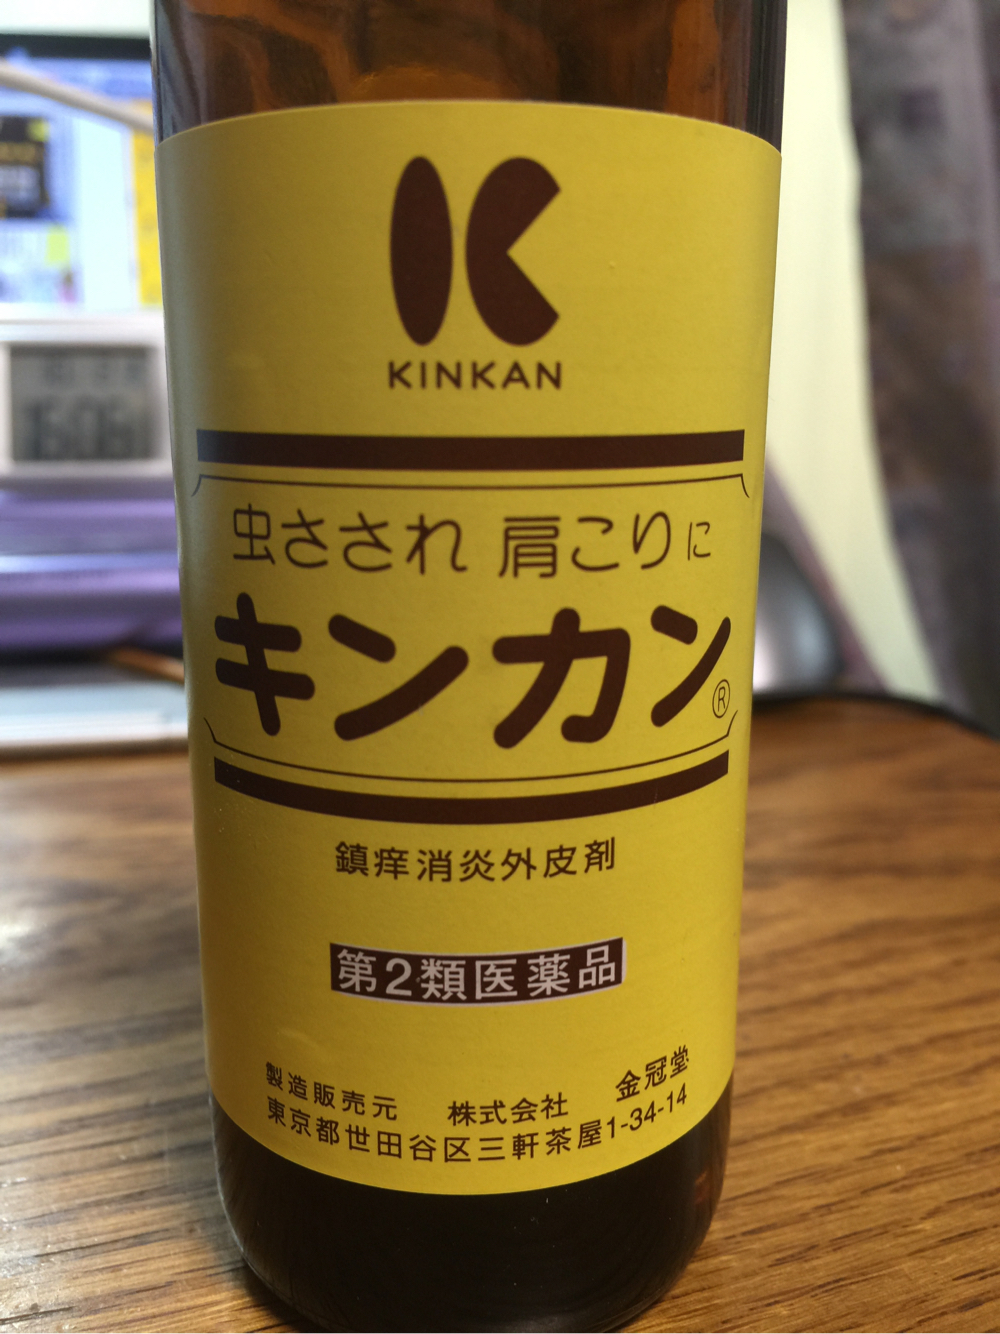 KINKAN
虫さされ 肩こりに
キンカン®
鎮痒消炎外皮剤
第2類医薬品
製造販売元 株式会社 金冠堂
東京都世田谷区三軒茶屋1-34-14